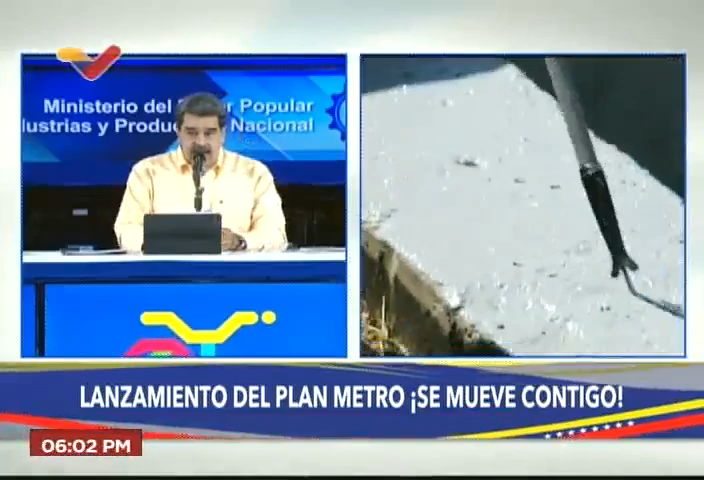 Ministerio del Popular
y Nacional
LANZAMIENTO DEL PLAN METRO ¡SE MUEVE CONTIGO!
06:02 PM